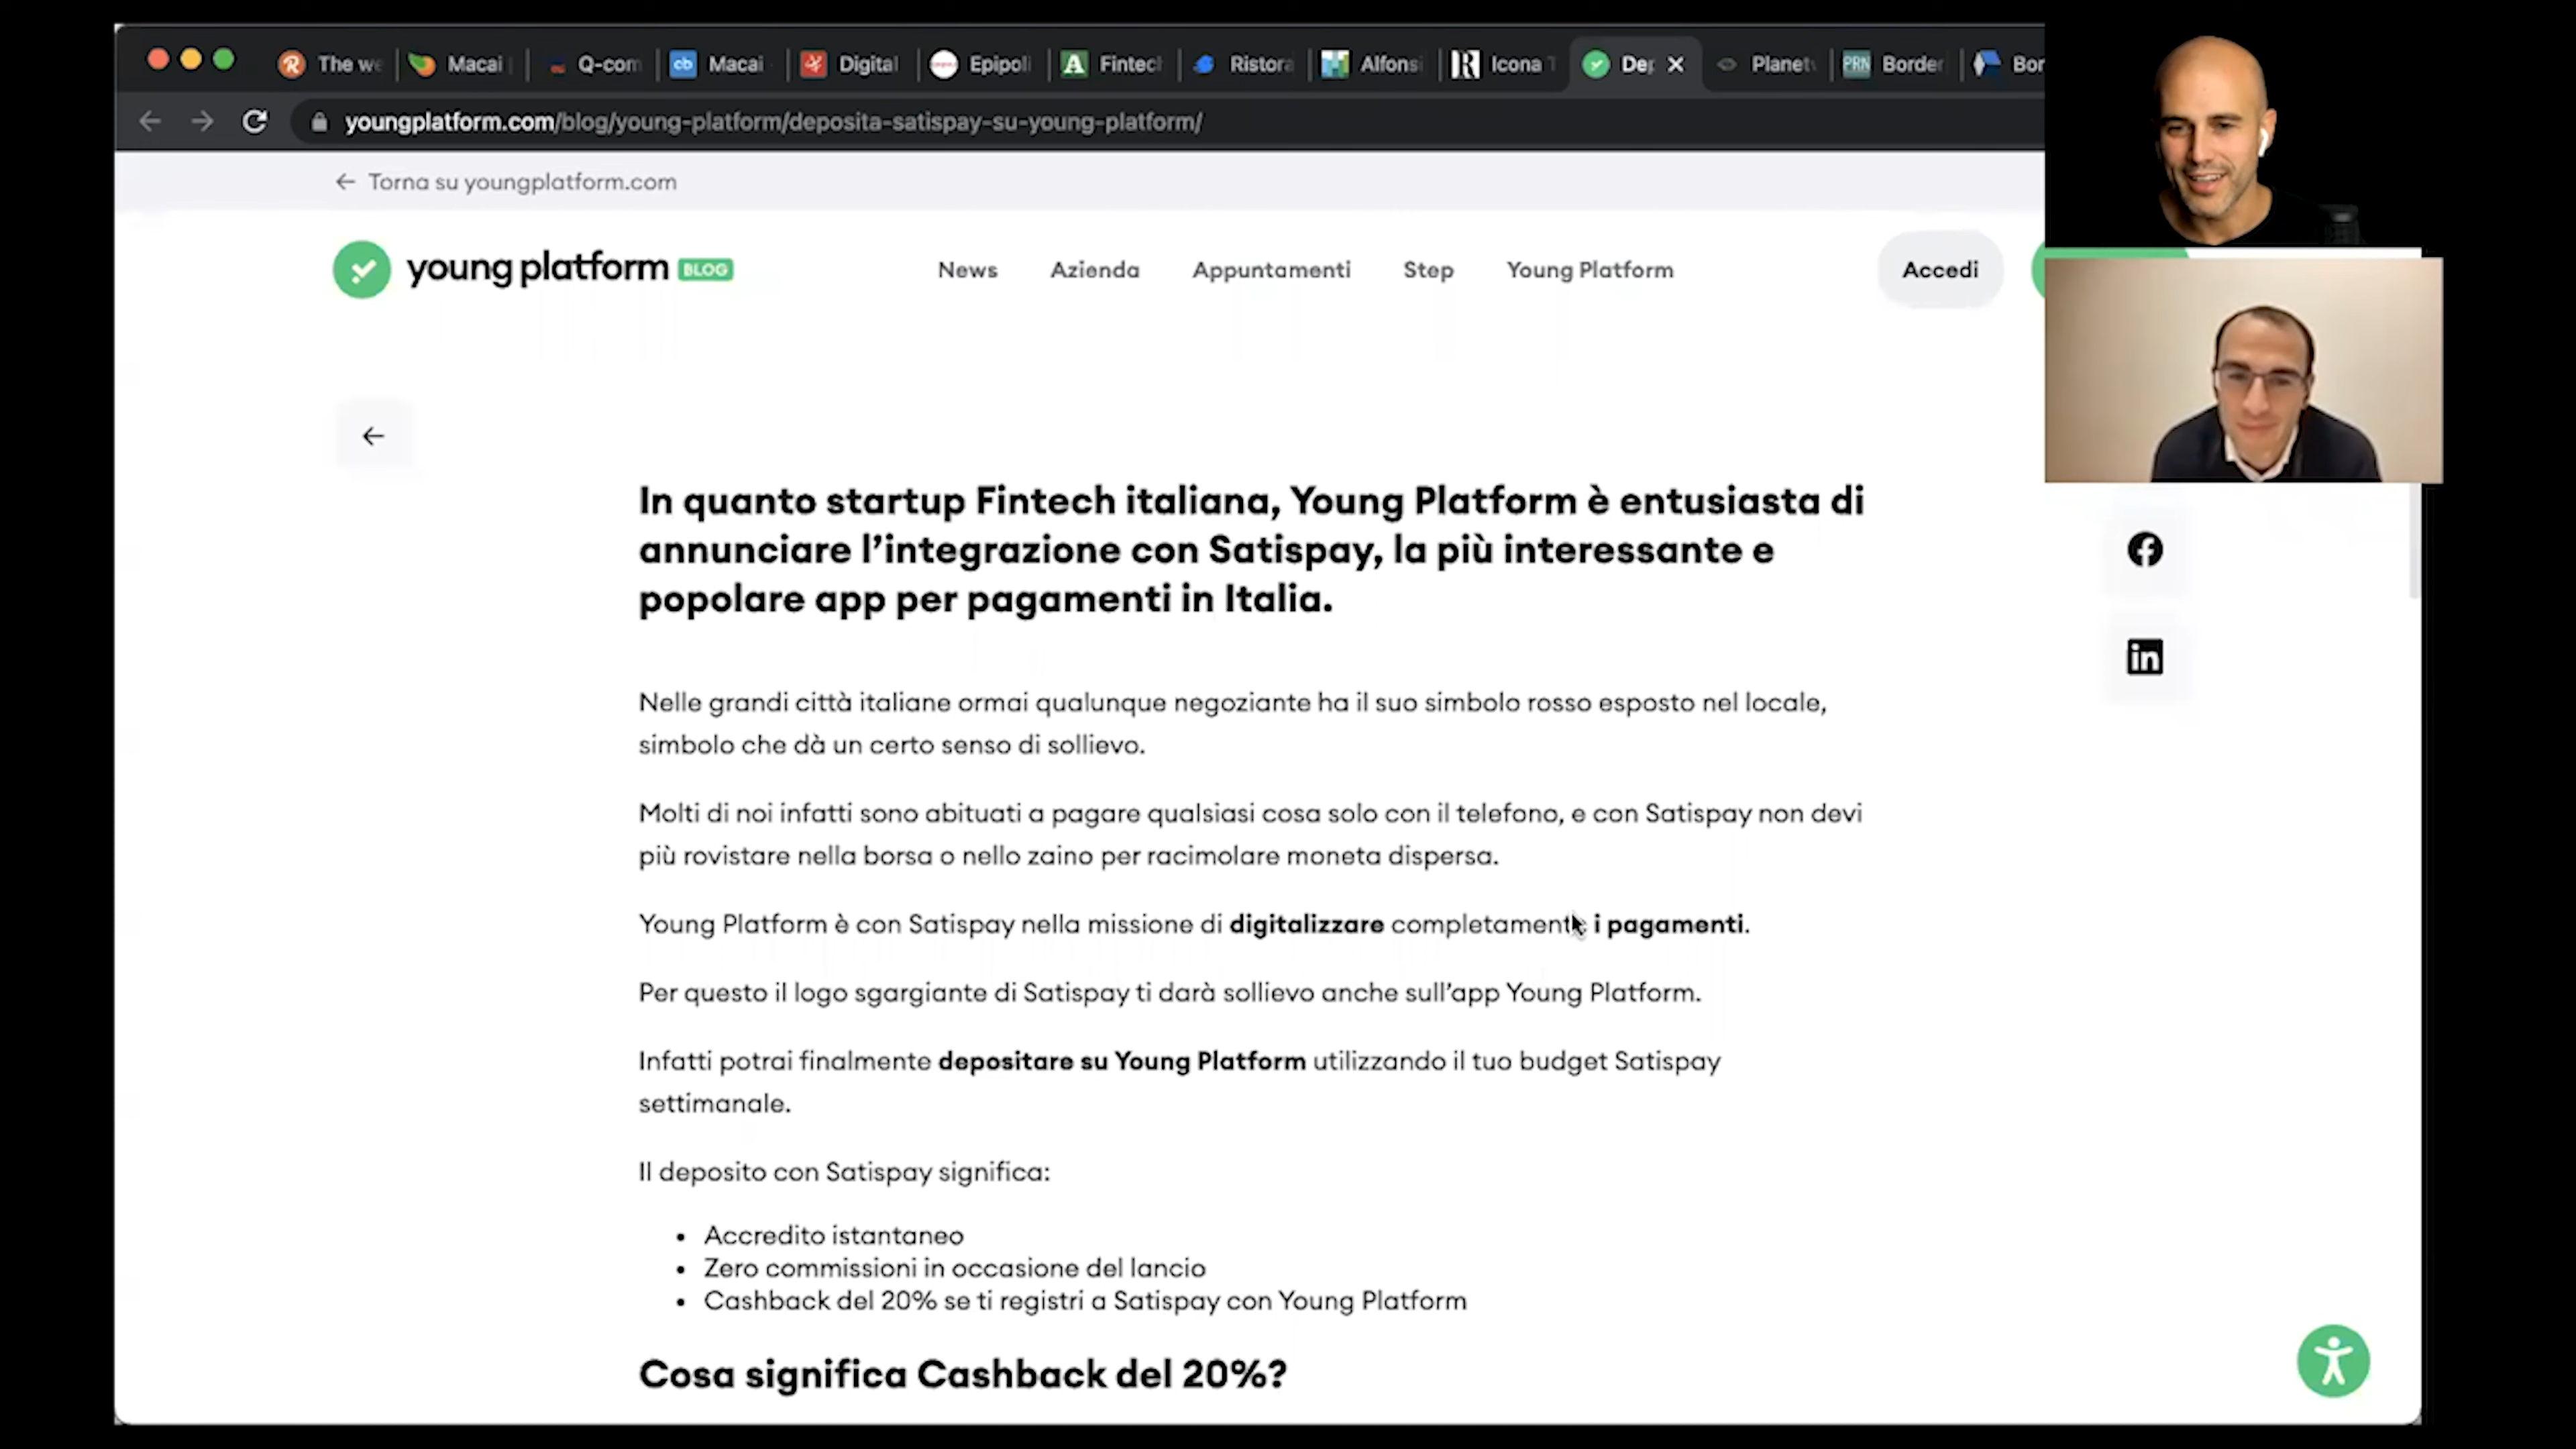 The we
Macai
Q-com
cb
Macai
Digital
Epipoli
A
Fintecl
Ristora
Alfonsi
R
Icona T
Dep
Planet
PRN
Border
Bor
youngplatform.com/blog/young-platform/deposita-satispay-su-young-platform/
← Torna su youngplatform.com
young platform BLOG
News
Azienda
Appuntamenti
Step
Young Platform
Accedi
In quanto startup Fintech italiana, Young Platform è entusiasta di
annunciare l’integrazione con Satispay, la più interessante e
popolare app per pagamenti in Italia.
Nelle grandi città italiane ormai qualunque negoziante ha il suo simbolo rosso esposto nel locale,
simbolo che dà un certo senso di sollievo.
Molti di noi infatti sono abituati a pagare qualsiasi cosa solo con il telefono, e con Satispay non devi
più rovistare nella borsa o nello zaino per racimolare moneta dispersa.
Young Platform è con Satispay nella missione di digitalizzare completamente i pagamenti.
Per questo il logo sgargiante di Satispay ti darà sollievo anche sull’app Young Platform.
Infatti potrai finalmente depositare su Young Platform utilizzando il tuo budget Satispay
settimanale.
Il deposito con Satispay significa:
• Accredito istantaneo
• Zero commissioni in occasione del lancio
• Cashback del 20% se ti registri a Satispay con Young Platform
Cosa significa Cashback del 20%?
in